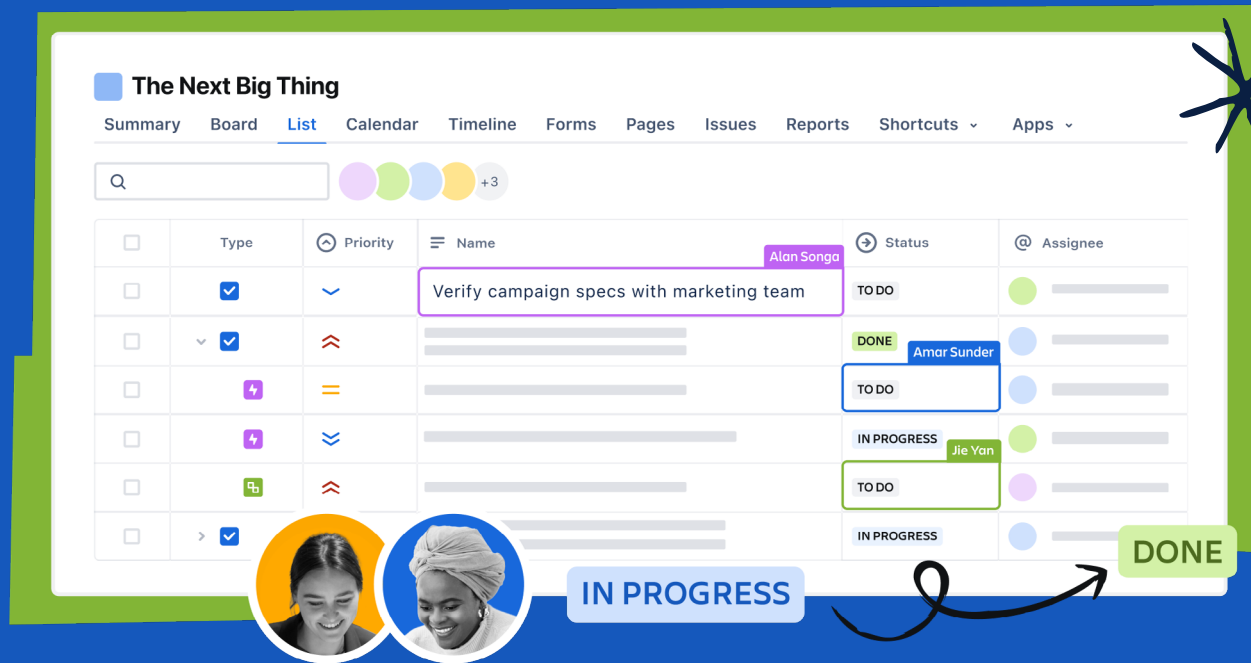 The Next Big Thing
Summary Board List Calendar Timeline Forms Pages Issues Reports Shortcuts Apps
+3
Type Priority Name Status @ Assignee
Alan Songa
Verify campaign specs with marketing team TO DO
DONE
Amar Sunder
TO DO
IN PROGRESS
Jie Yan
TO DO
IN PROGRESS
DONE
IN PROGRESS